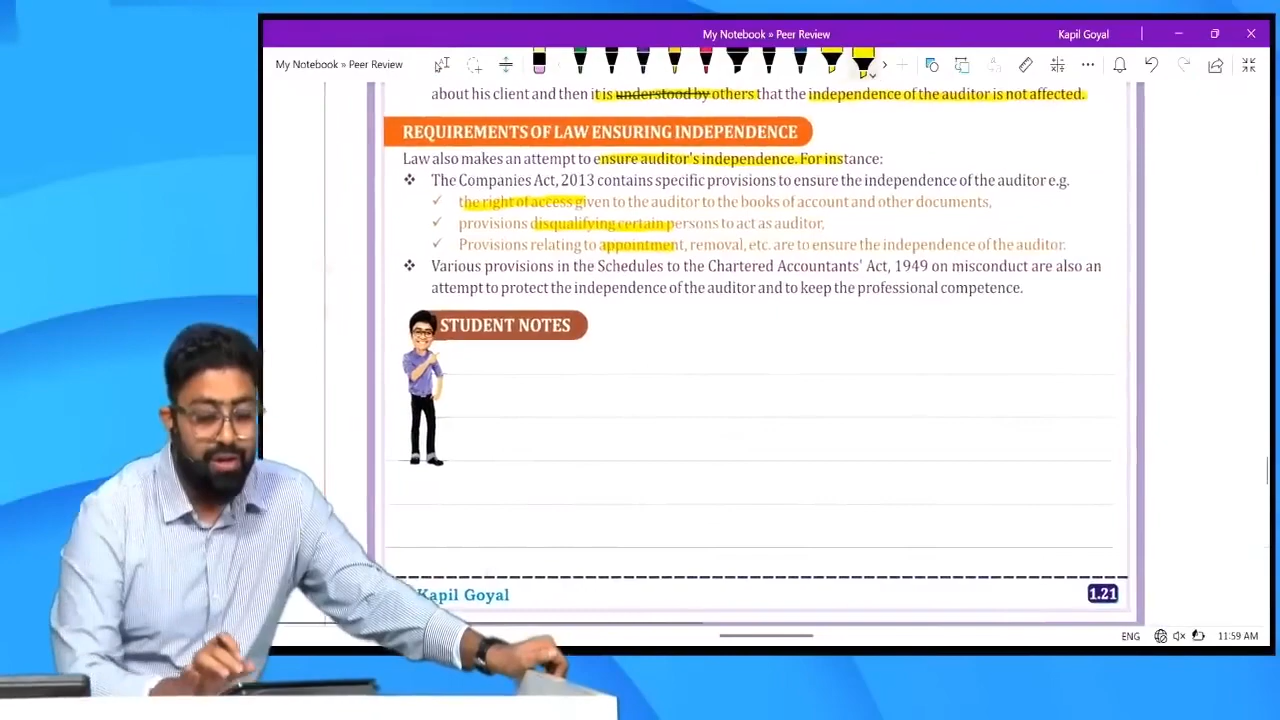 My Notebook » Peer Review
Kapil Goyal
My Notebook » Peer Review
about his client and then it is understood by others that the independence of the auditor is not affected.
REQUIREMENTS OF LAW ENSURING INDEPENDENCE
Law also makes an attempt to ensure auditor's independence. For instance:
❖ The Companies Act, 2013 contains specific provisions to ensure the independence of the auditor e.g.
✓ the right of access given to the auditor to the books of account and other documents,
✓ provisions disqualifying certain persons to act as auditor,
✓ Provisions relating to appointment, removal, etc. are to ensure the independence of the auditor.
❖ Various provisions in the Schedules to the Chartered Accountants' Act, 1949 on misconduct are also an
attempt to protect the independence of the auditor and to keep the professional competence.
STUDENT NOTES
Kapil Goyal
1.21
ENG
11:59 AM